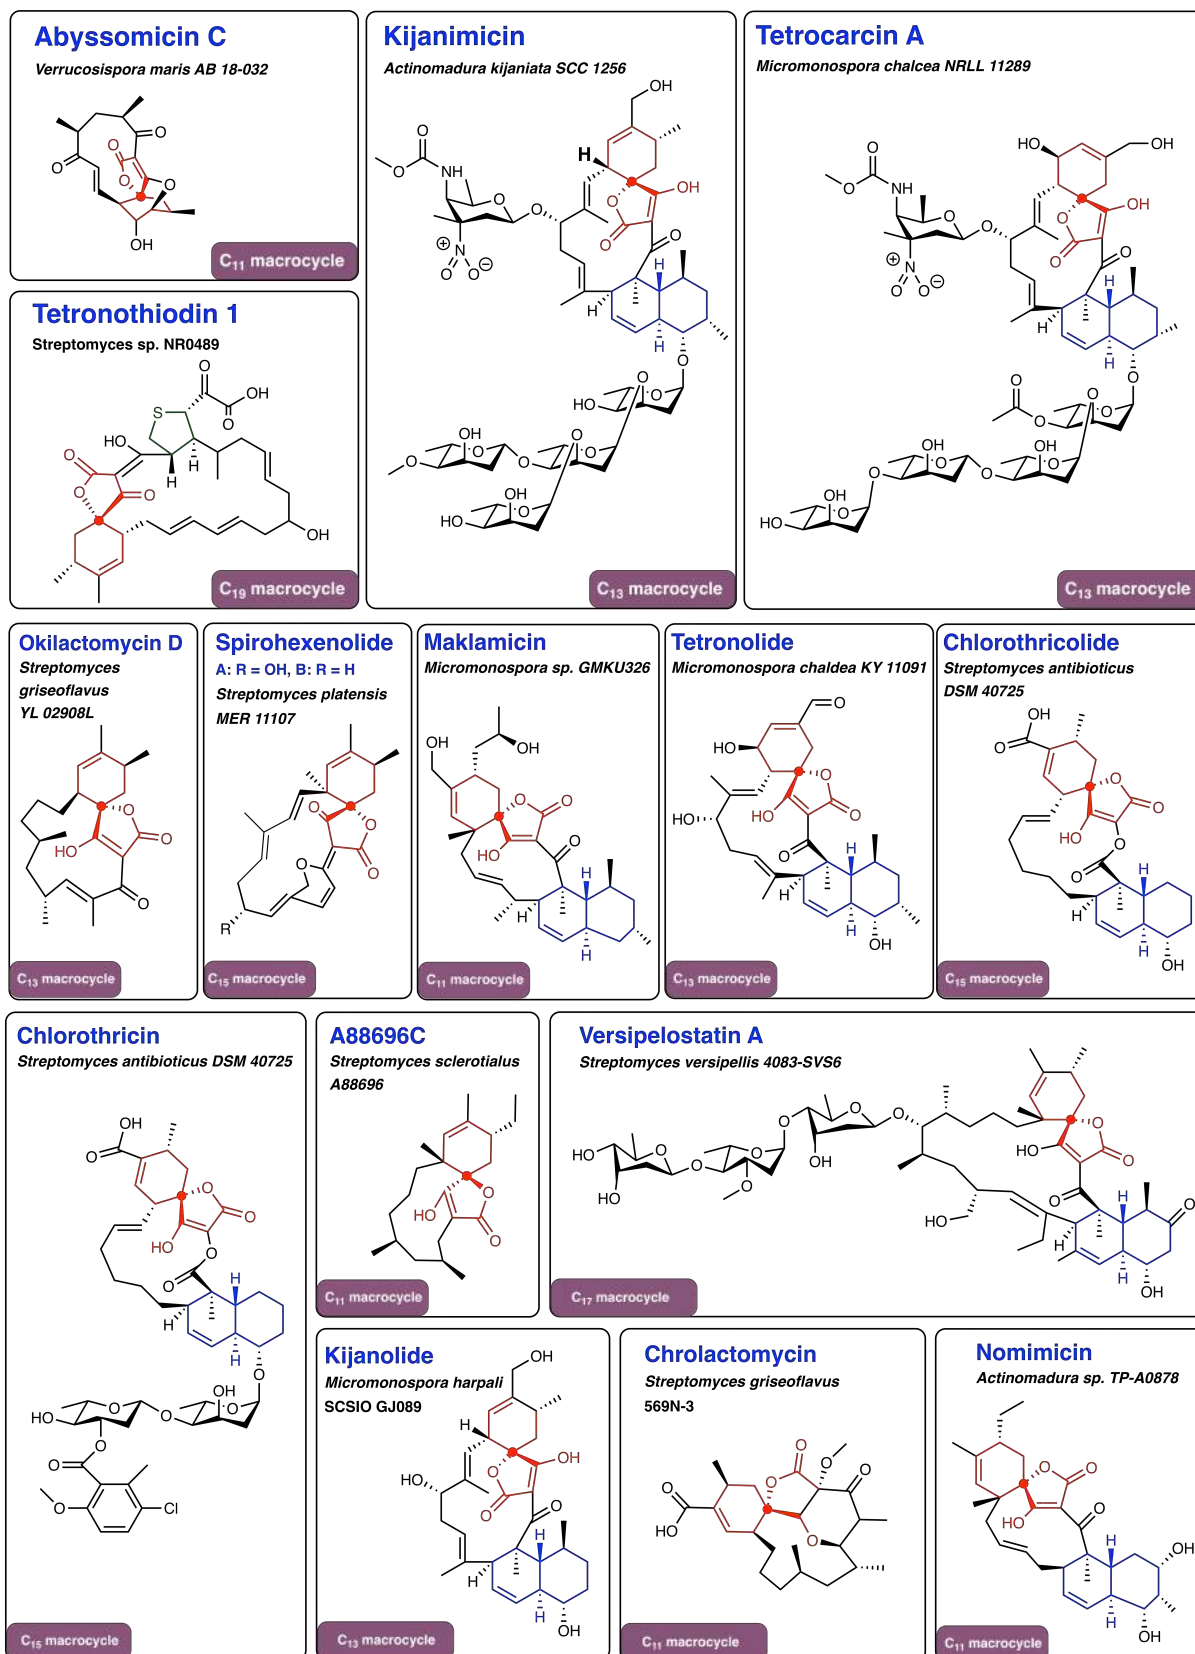 Abyssomicin C
Verrucosispora maris AB 18-032
O
O
O
O
O
OH
C11 macrocycle
Kijanimicin
Actinomadura kijaniata SCC 1256
OH
H
O
O
NH
O
O
O
OH
O
O
O
⊕
N
O
O⊖
H
H
H
O
O
O
HO
OH
O
O
O
O
O
OH
O
HO
C13 macrocycle
Tetrocarcin A
Micromonospora chalcea NRLL 11289
HO
OH
O
O
NH
O
O
O
OH
O
O
⊕
N
O
O⊖
H
H
H
O
O
O
O
O
OH
OH
O
O
O
O
OH
O
HO
C13 macrocycle
Tetronothiodin 1
Streptomyces sp. NR0489
O
S
OH
O
HO
O
O
O
H
H
OH
C19 macrocycle
Okilactomycin D
Streptomyces
griseoflavus
YL 02908L
O
O
HO
O
C13 macrocycle
Spirohexenolide
A: R = OH, B: R = H
Streptomyces platensis
MER 11107
O
O
O
O
R
C15 macrocycle
Maklamicin
Micromonospora sp. GMKU326
OH
OH
O
O
HO
O
H
H
H
C11 macrocycle
Tetronolide
Micromonospora chaldea KY 11091
O
HO
O
O
HO
HO
O
H
H
H
OH
C13 macrocycle
Chlorothricolide
Streptomyces antibioticus
DSM 40725
OH
O
O
O
HO
O
O
H
H
H
OH
C15 macrocycle
Chlorothricin
Streptomyces antibioticus DSM 40725
OH
O
O
O
HO
O
O
H
H
H
O
OH
O
O
O
HO
O
O
O
Cl
C15 macrocycle
A88696C
Streptomyces sclerotialus
A88696
O
HO
O
C11 macrocycle
Versipelostatin A
Streptomyces versipellis 4083-SVS6
O
O
O
O
HO
O
O
HO
O
O
OH
O
HO
O
O
HO
H
H
H
O
OH
C17 macrocycle
Kijanolide
Micromonospora harpali
SCSIO GJ089
OH
H
HO
O
OH
O
O
H
H
H
OH
C13 macrocycle
Chrolactomycin
Streptomyces griseoflavus
569N-3
O
O
O
O
O
HO
O
C11 macrocycle
Nomimicin
Actinomadura sp. TP-A0878
O
O
HO
O
H
OH
H
OH
C11 macrocycle